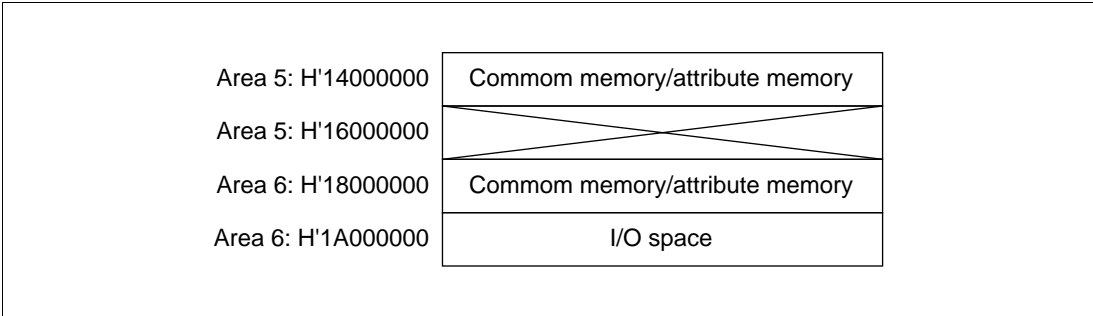 Area 5: H'14000000 Commom memory/attribute memory
Area 5: H'16000000
Area 6: H'18000000 Commom memory/attribute memory
Area 6: H'1A000000 I/O space